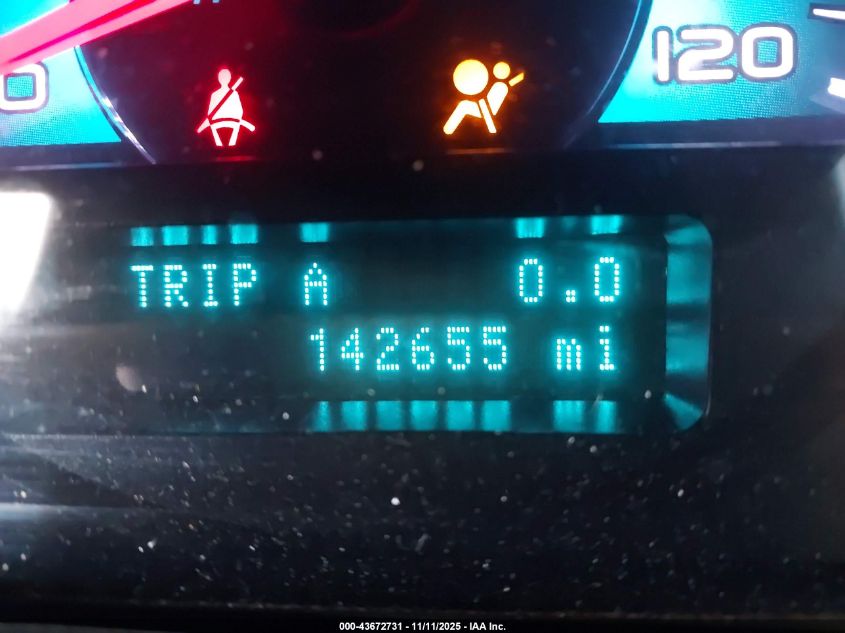 120
TRIP A 0.0
142655 mi
000-43672731 - 11/11/2025 - IAA Inc.